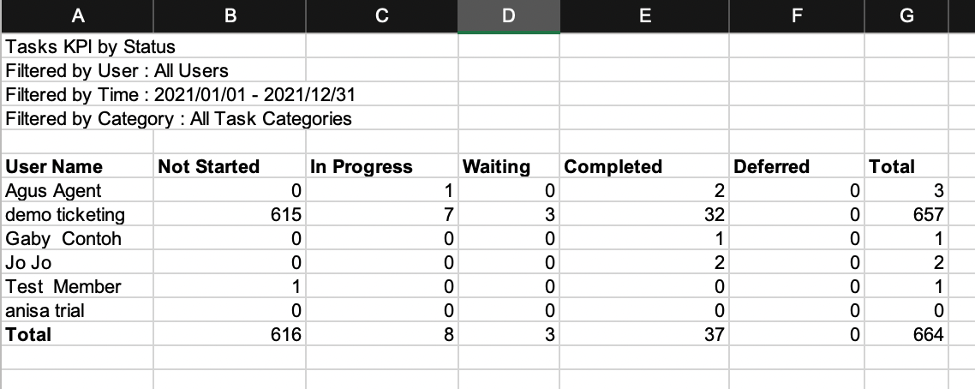 A B C D E F G
Tasks KPI by Status
Filtered by User : All Users
Filtered by Time : 2021/01/01 - 2021/12/31
Filtered by Category : All Task Categories
User Name Not Started In Progress Waiting Completed Deferred Total
Agus Agent 0 1 0 2 0 3
demo ticketing 615 7 3 32 0 657
Gaby  Contoh 0 0 0 1 0 1
Jo Jo 0 0 0 2 0 2
Test  Member 1 0 0 0 0 1
anisa trial 0 0 0 0 0 0
Total 616 8 3 37 0 664